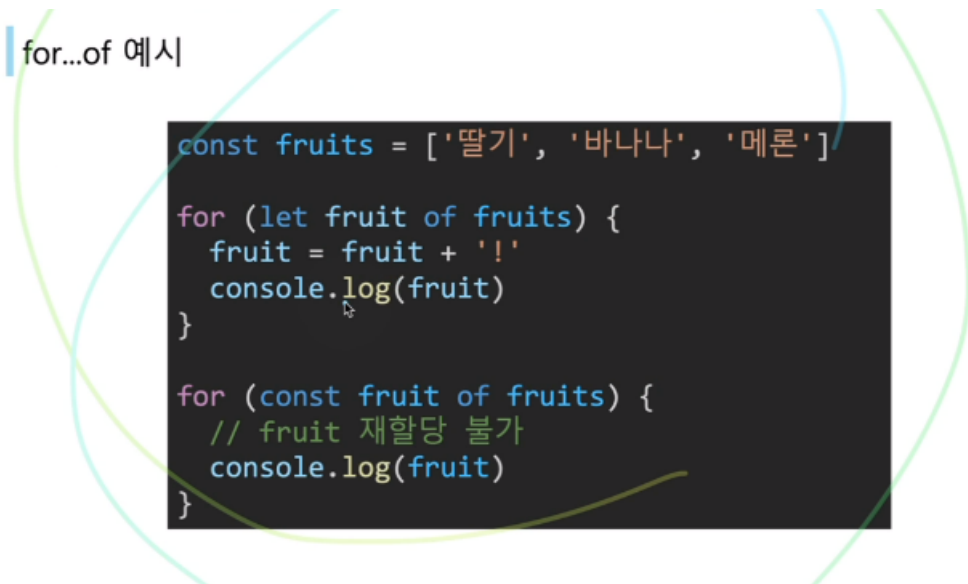 for...of 예시
const fruits = ['딸기', '바나나', '메론']
for (let fruit of fruits) {
  fruit = fruit + '!'
  console.log(fruit)
}
for (const fruit of fruits) {
  // fruit 재할당 불가
  console.log(fruit)
}